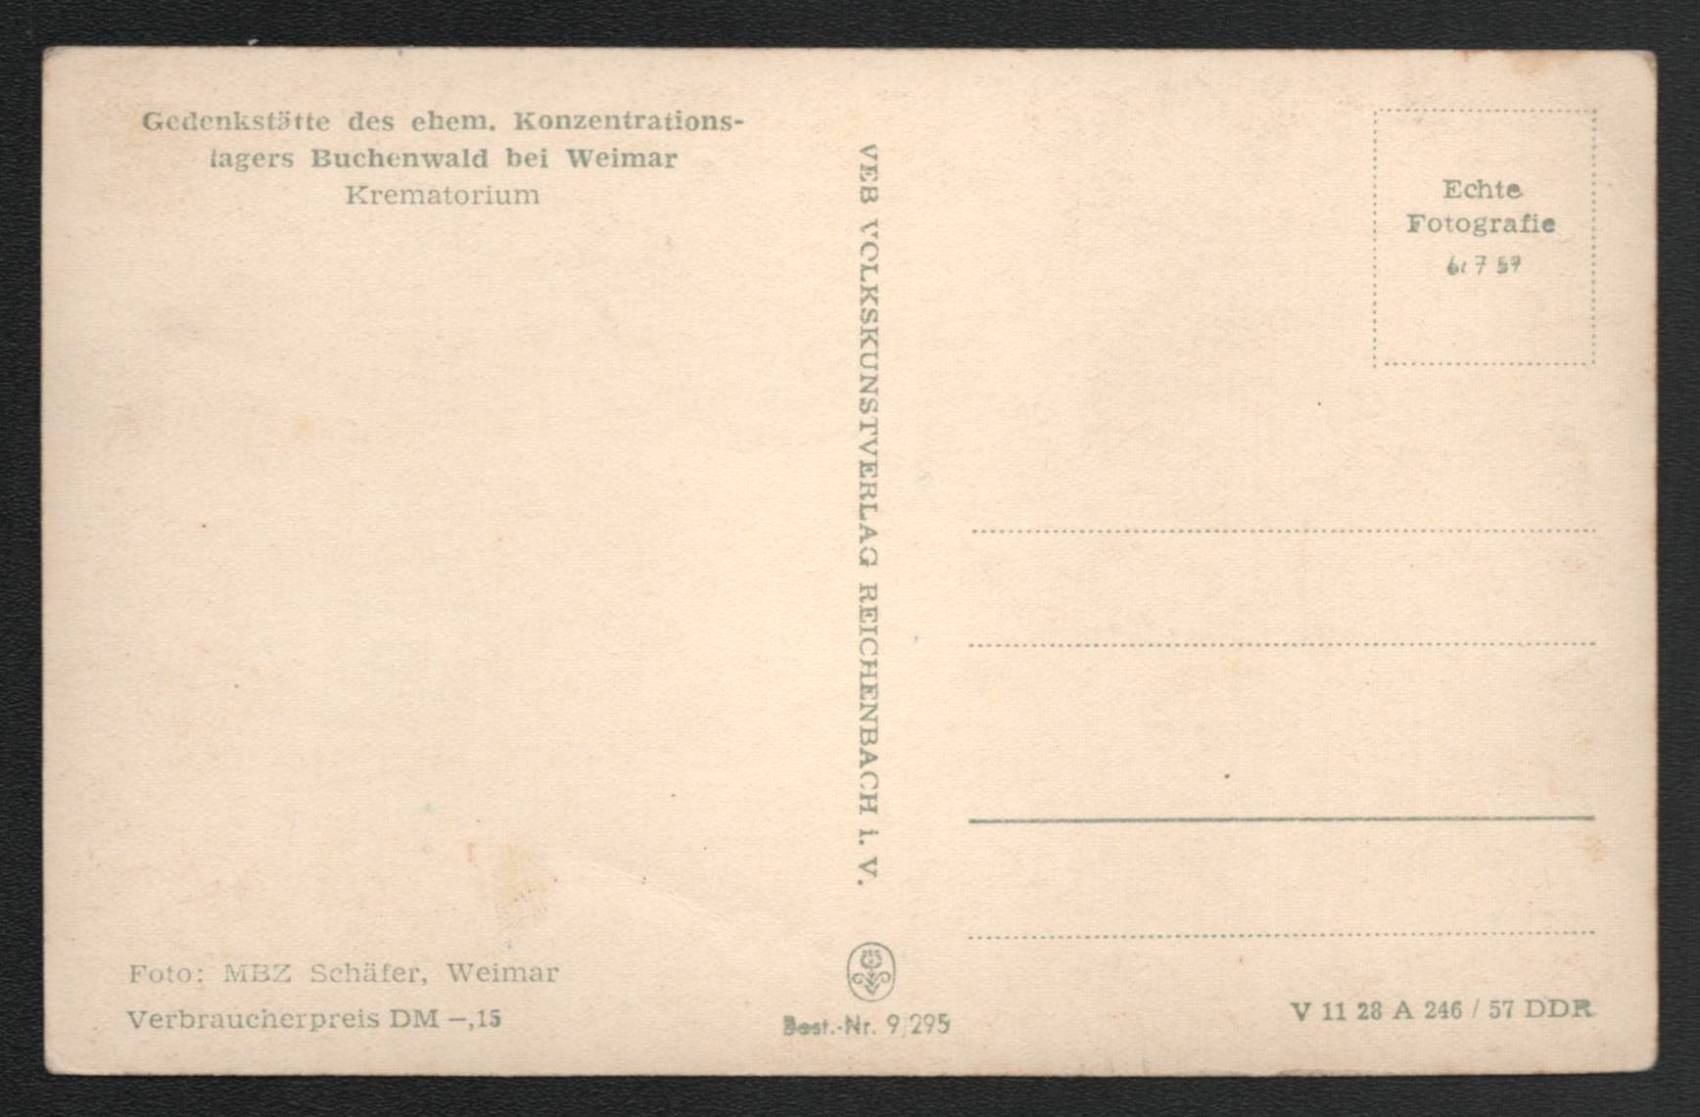 Gedenkstätte des ehem. Konzentrations-
lagers Buchenwald bei Weimar
Krematorium
VEB VOLKSKUNSTVERLAG REICHENBACH i. V.
Echte
Fotografie
Foto: MBZ Schäfer, Weimar
Verbraucherpreis DM —,15
Best.-Nr. 9/295
V 11 28 A 246 / 57 DDR